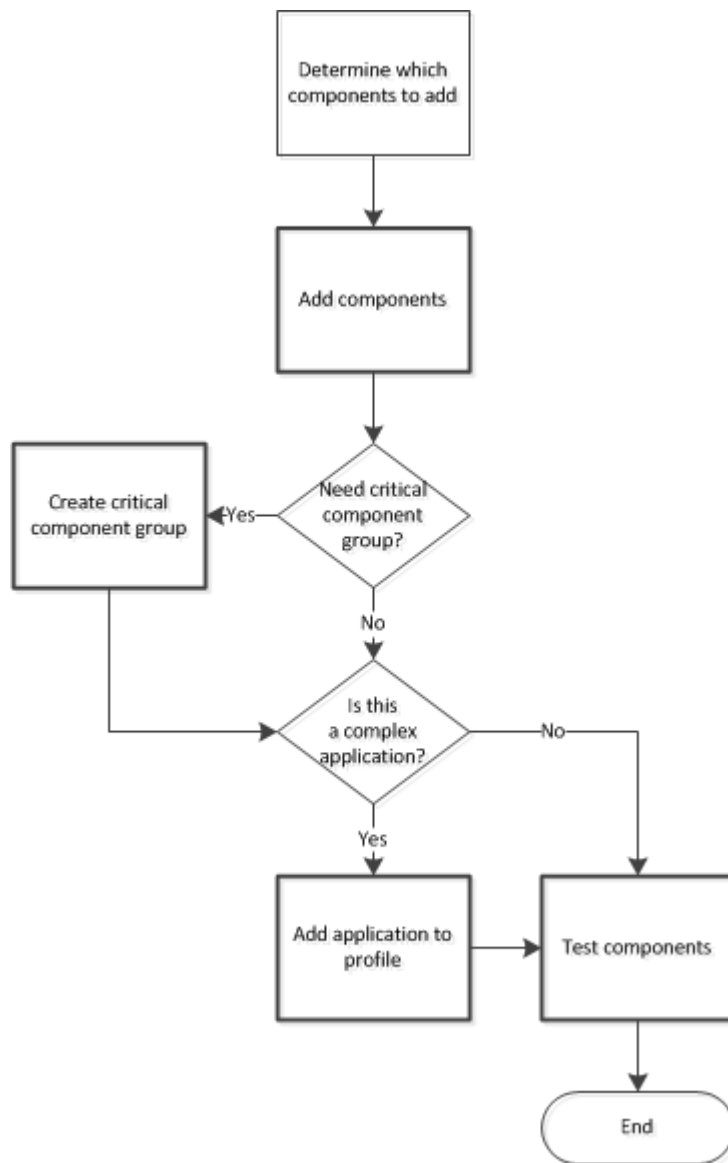 Determine which
components to add
Add components
Need critical
component
group?
Yes
Create critical
component group
No
Is this
a complex
application?
No
Yes
Add application to
profile
Test components
End